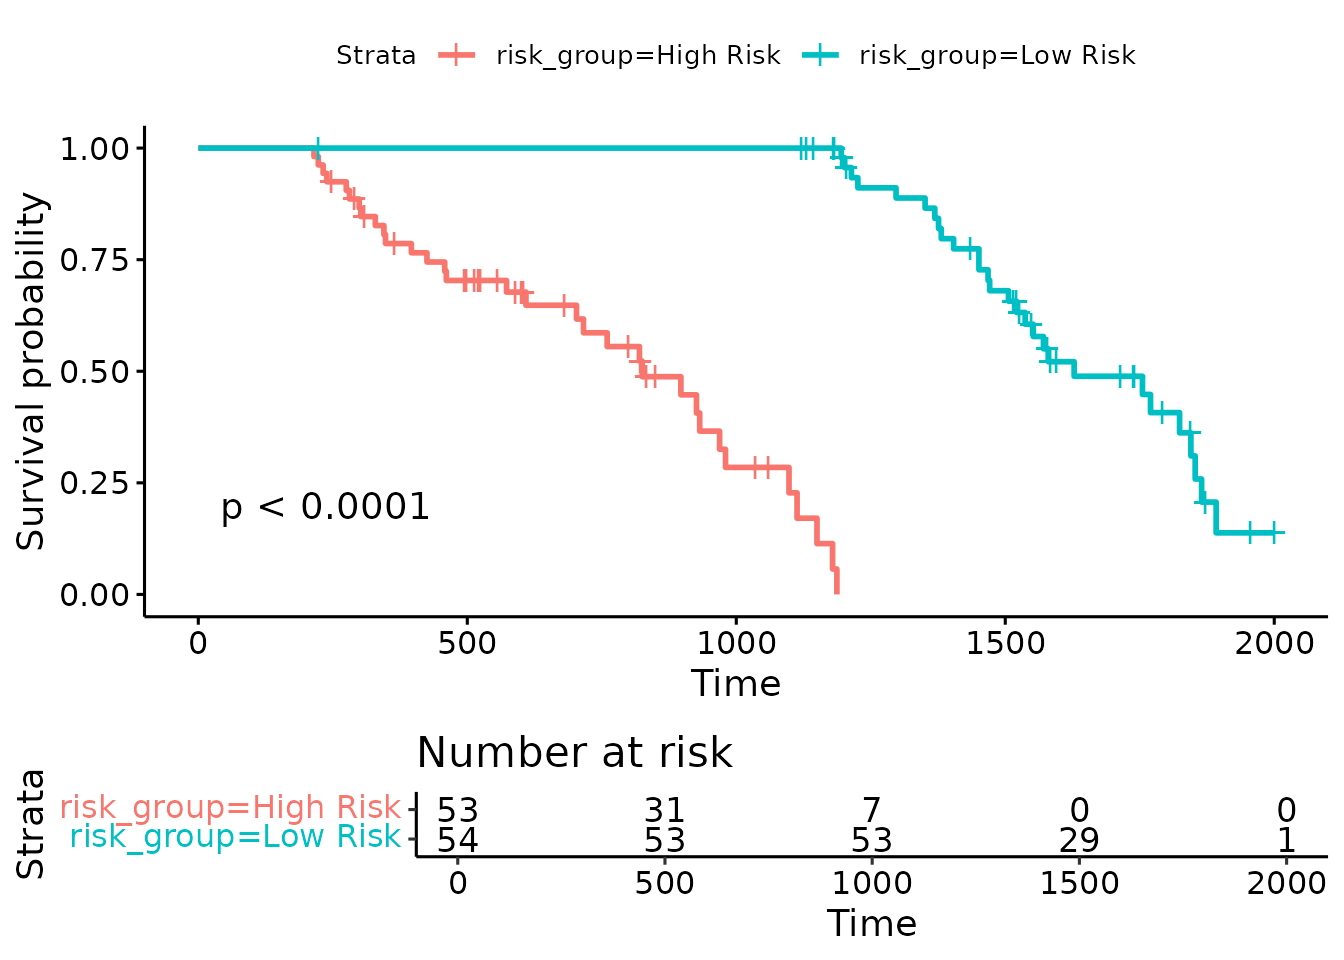 Strata risk_group=High Risk risk_group=Low Risk
1.00
0.75
0.50
0.25
0.00
Survival probability
p < 0.0001
0 500 1000 1500 2000
Time
Number at risk
Strata
risk_group=High Risk 53 31 7 0 0
risk_group=Low Risk 54 53 53 29 1
0 500 1000 1500 2000
Time